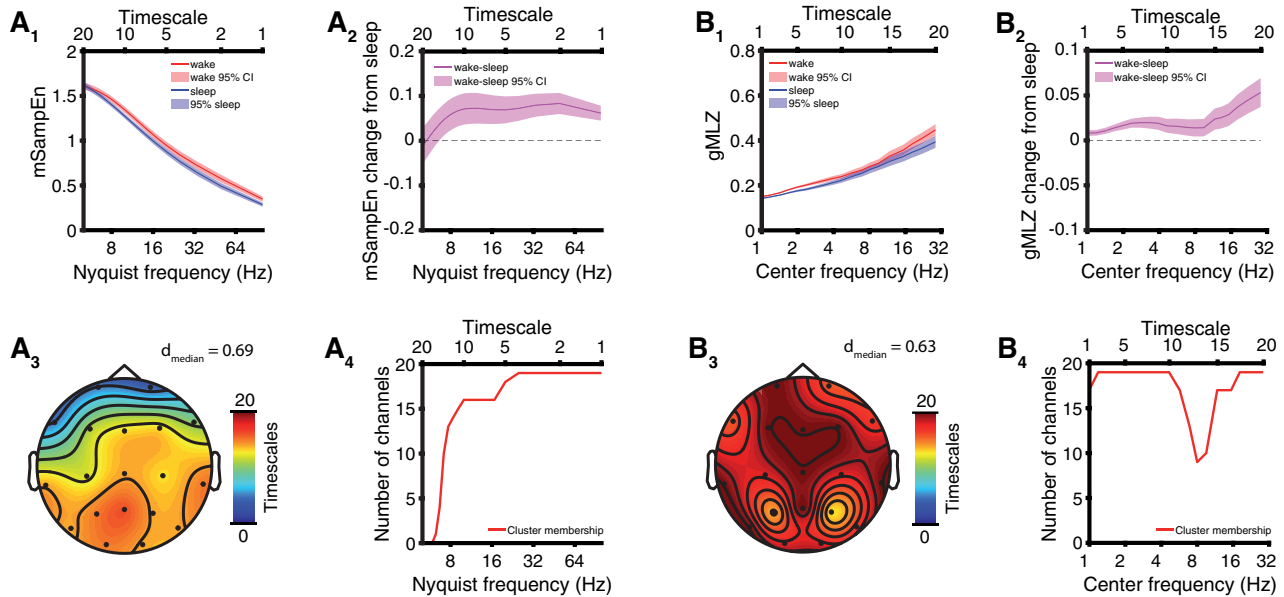 A1
Timescale
20 10 5 2 1
mSampEn
2
1.5
1
0.5
0
wake
wake 95% CI
sleep
95% sleep
8 16 32 64
Nyquist frequency (Hz)
A2
Timescale
20 10 5 2 1
mSampEn change from sleep
0.2
0.1
0
-0.1
-0.2
wake-sleep
wake-sleep 95% CI
8 16 32 64
Nyquist frequency (Hz)
B1
Timescale
1 5 10 15 20
gMLZ
0.8
0.6
0.4
0.2
0
wake
wake 95% CI
sleep
95% sleep
1 2 4 8 16 32
Center frequency (Hz)
B2
Timescale
1 5 10 15 20
gMLZ change from sleep
0.1
0.05
0
-0.05
-0.1
wake-sleep
wake-sleep 95% CI
1 2 4 8 16 32
Center frequency (Hz)
A3
dmedian = 0.69
20
Timescales
0
A4
Timescale
20 10 5 2 1
Number of channels
20
15
10
5
0
Cluster membership
8 16 32 64
Nyquist frequency (Hz)
B3
dmedian = 0.63
20
Timescales
0
B4
Timescale
1 5 10 15 20
Number of channels
20
15
10
5
0
Cluster membership
1 2 4 8 16 32
Center frequency (Hz)